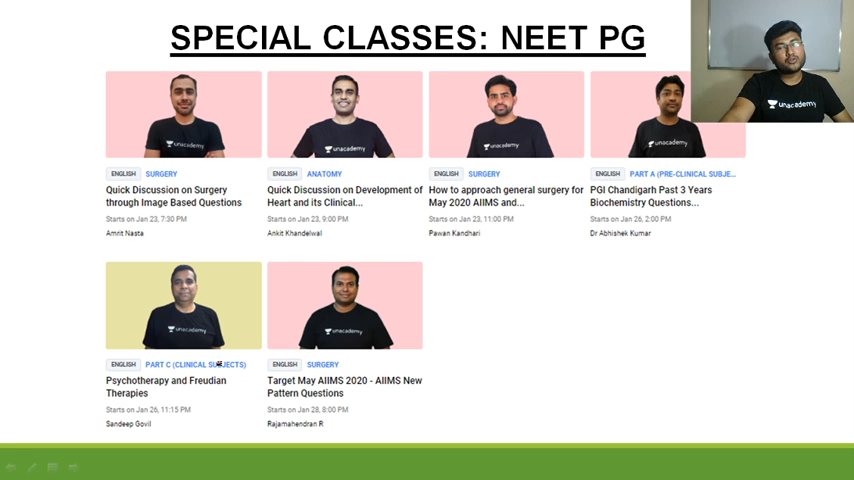 SPECIAL CLASSES: NEET PG
unacademy
unacademy
unacademy
unacademy
unacademy
ENGLISH SURGERY
Quick Discussion on Surgery
through Image Based Questions
Starts on Jan 23, 7:30 PM
Amrit Nasta
ENGLISH ANATOMY
Quick Discussion on Development of
Heart and its Clinical...
Starts on Jan 23, 9:00 PM
Ankit Khandelwal
ENGLISH SURGERY
How to approach general surgery for
May 2020 AIIMS and...
Starts on Jan 23, 11:00 PM
Pawan Kandhari
ENGLISH PART A (PRE-CLINICAL SUBJE...
PGI Chandigarh Past 3 Years
Biochemistry Questions...
Starts on Jan 26, 2:00 PM
Dr Abhishek Kumar
unacademy
unacademy
ENGLISH PART C (CLINICAL SUBJECTS)
Psychotherapy and Freudian
Therapies
Starts on Jan 26, 11:15 PM
Sandeep Govil
ENGLISH SURGERY
Target May AIIMS 2020 - AIIMS New
Pattern Questions
Starts on Jan 28, 8:00 PM
Rajamahendran R